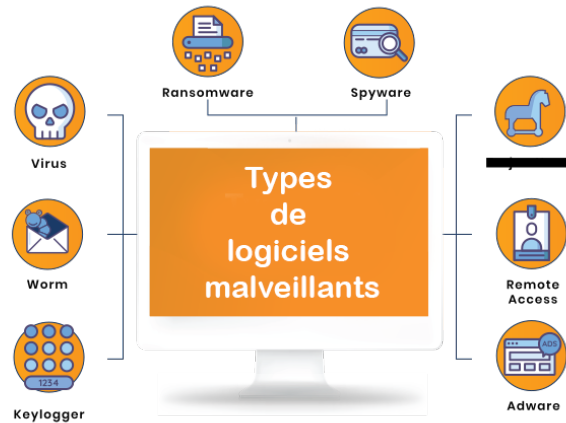 Ransomware
Spyware
Virus
Types
de
logiciels
malveillants
Worm
Remote
Access
1234
Keylogger
ADS
Adware